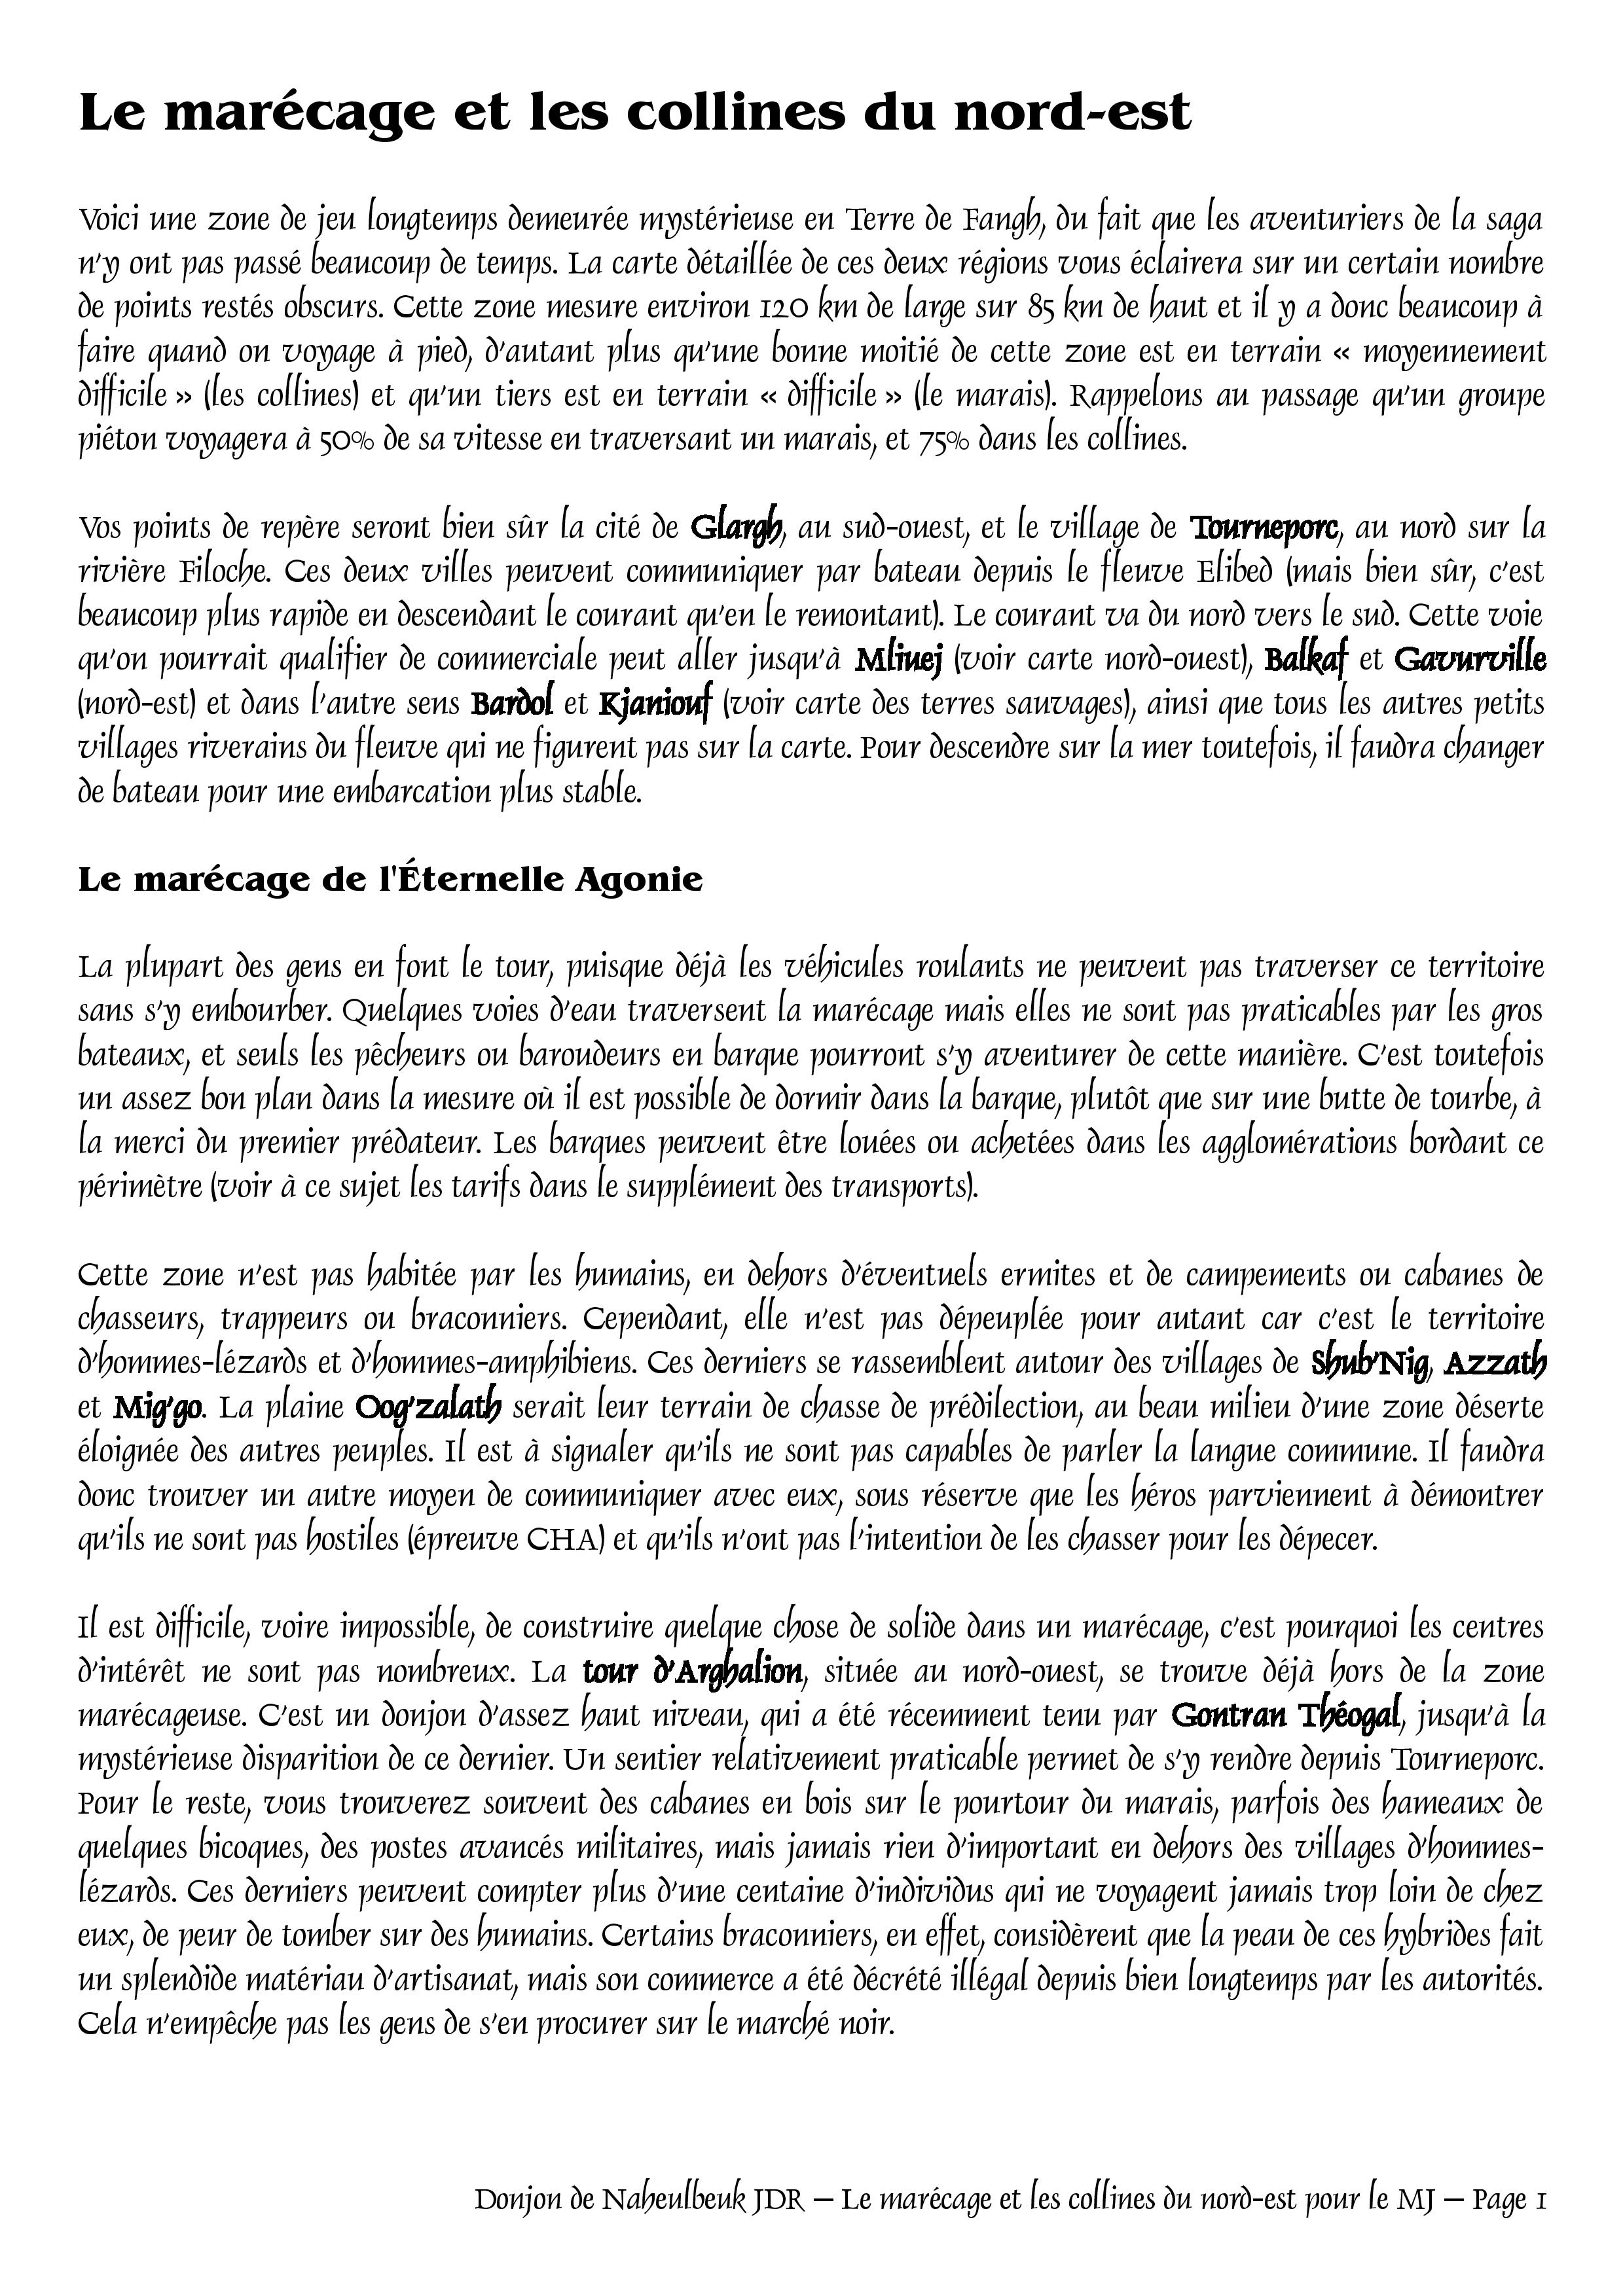 Le marécage et les collines du nord-est
Voici une zone de jeu longtemps demeurée mystérieuse en Terre de Fangh, du fait que les aventuriers de la saga
n'y ont pas passé beaucoup de temps. La carte détaillée de ces deux régions vous éclairera sur un certain nombre
de points restés obscurs. Cette zone mesure environ 120 km de large sur 85 km de haut et il y a donc beaucoup à
faire quand on voyage à pied, d'autant plus qu'une bonne moitié de cette zone est en terrain « moyennement
difficile » (les collines) et qu'un tiers est en terrain « difficile » (le marais). Rappelons au passage qu'un groupe
piéton voyagera à 50% de sa vitesse en traversant un marais, et 75% dans les collines.
Vos points de repère seront bien sûr la cité de Glargh, au sud-ouest, et le village de Tourneporc, au nord sur la
rivière Filoche. Ces deux villes peuvent communiquer par bateau depuis le fleuve Elibed (mais bien sûr, c'est
beaucoup plus rapide en descendant le courant qu'en le remontant). Le courant va du nord vers le sud. Cette voie
qu'on pourrait qualifier de commerciale peut aller jusqu'à Mliuej (voir carte nord-ouest), Balkaf et Gavurville
(nord-est) et dans l'autre sens Bardol et Kjaniouf (voir carte des terres sauvages), ainsi que tous les autres petits
villages riverains du fleuve qui ne figurent pas sur la carte. Pour descendre sur la mer toutefois, il faudra changer
de bateau pour une embarcation plus stable.
Le marécage de l'Éternelle Agonie
La plupart des gens en font le tour, puisque déjà les véhicules roulants ne peuvent pas traverser ce territoire
sans s'y embourber. Quelques voies d'eau traversent la marécage mais elles ne sont pas praticables par les gros
bateaux, et seuls les pêcheurs ou baroudeurs en barque pourront s'y aventurer de cette manière. C'est toutefois
un assez bon plan dans la mesure où il est possible de dormir dans la barque, plutôt que sur une butte de tourbe, à
la merci du premier prédateur. Les barques peuvent être louées ou achetées dans les agglomérations bordant ce
périmètre (voir à ce sujet les tarifs dans le supplément des transports).
Cette zone n'est pas habitée par les humains, en dehors d'éventuels ermites et de campements ou cabanes de
chasseurs, trappeurs ou braconniers. Cependant, elle n'est pas dépeuplée pour autant car c'est le territoire
d'hommes-lézards et d'hommes-amphibiens. Ces derniers se rassemblent autour des villages de Shub'Nig, Azzath
et Mig'go. La plaine Oog'zalath serait leur terrain de chasse de prédilection, au beau milieu d'une zone déserte
éloignée des autres peuples. Il est à signaler qu'ils ne sont pas capables de parler la langue commune. Il faudra
donc trouver un autre moyen de communiquer avec eux, sous réserve que les héros parviennent à démontrer
qu'ils ne sont pas hostiles (épreuve CHA) et qu'ils n'ont pas l'intention de les chasser pour les dépecer.
Il est difficile, voire impossible, de construire quelque chose de solide dans un marécage, c'est pourquoi les centres
d'intérêt ne sont pas nombreux. La tour d'Arghalion, située au nord-ouest, se trouve déjà hors de la zone
marécageuse. C'est un donjon d'assez haut niveau, qui a été récemment tenu par Gontran Théogal, jusqu'à la
mystérieuse disparition de ce dernier. Un sentier relativement praticable permet de s'y rendre depuis Tourneporc.
Pour le reste, vous trouverez souvent des cabanes en bois sur le pourtour du marais, parfois des hameaux de
quelques bicoques, des postes avancés militaires, mais jamais rien d'important en dehors des villages d'hommes-
lézards. Ces derniers peuvent compter plus d'une centaine d'individus qui ne voyagent jamais trop loin de chez
eux, de peur de tomber sur des humains. Certains braconniers, en effet, considèrent que la peau de ces hybrides fait
un splendide matériau d'artisanat, mais son commerce a été décrété illégal depuis bien longtemps par les autorités.
Cela n'empêche pas les gens de s'en procurer sur le marché noir.
Donjon de Naheulbeuk JDR – Le marécage et les collines du nord-est pour le MJ – Page 1